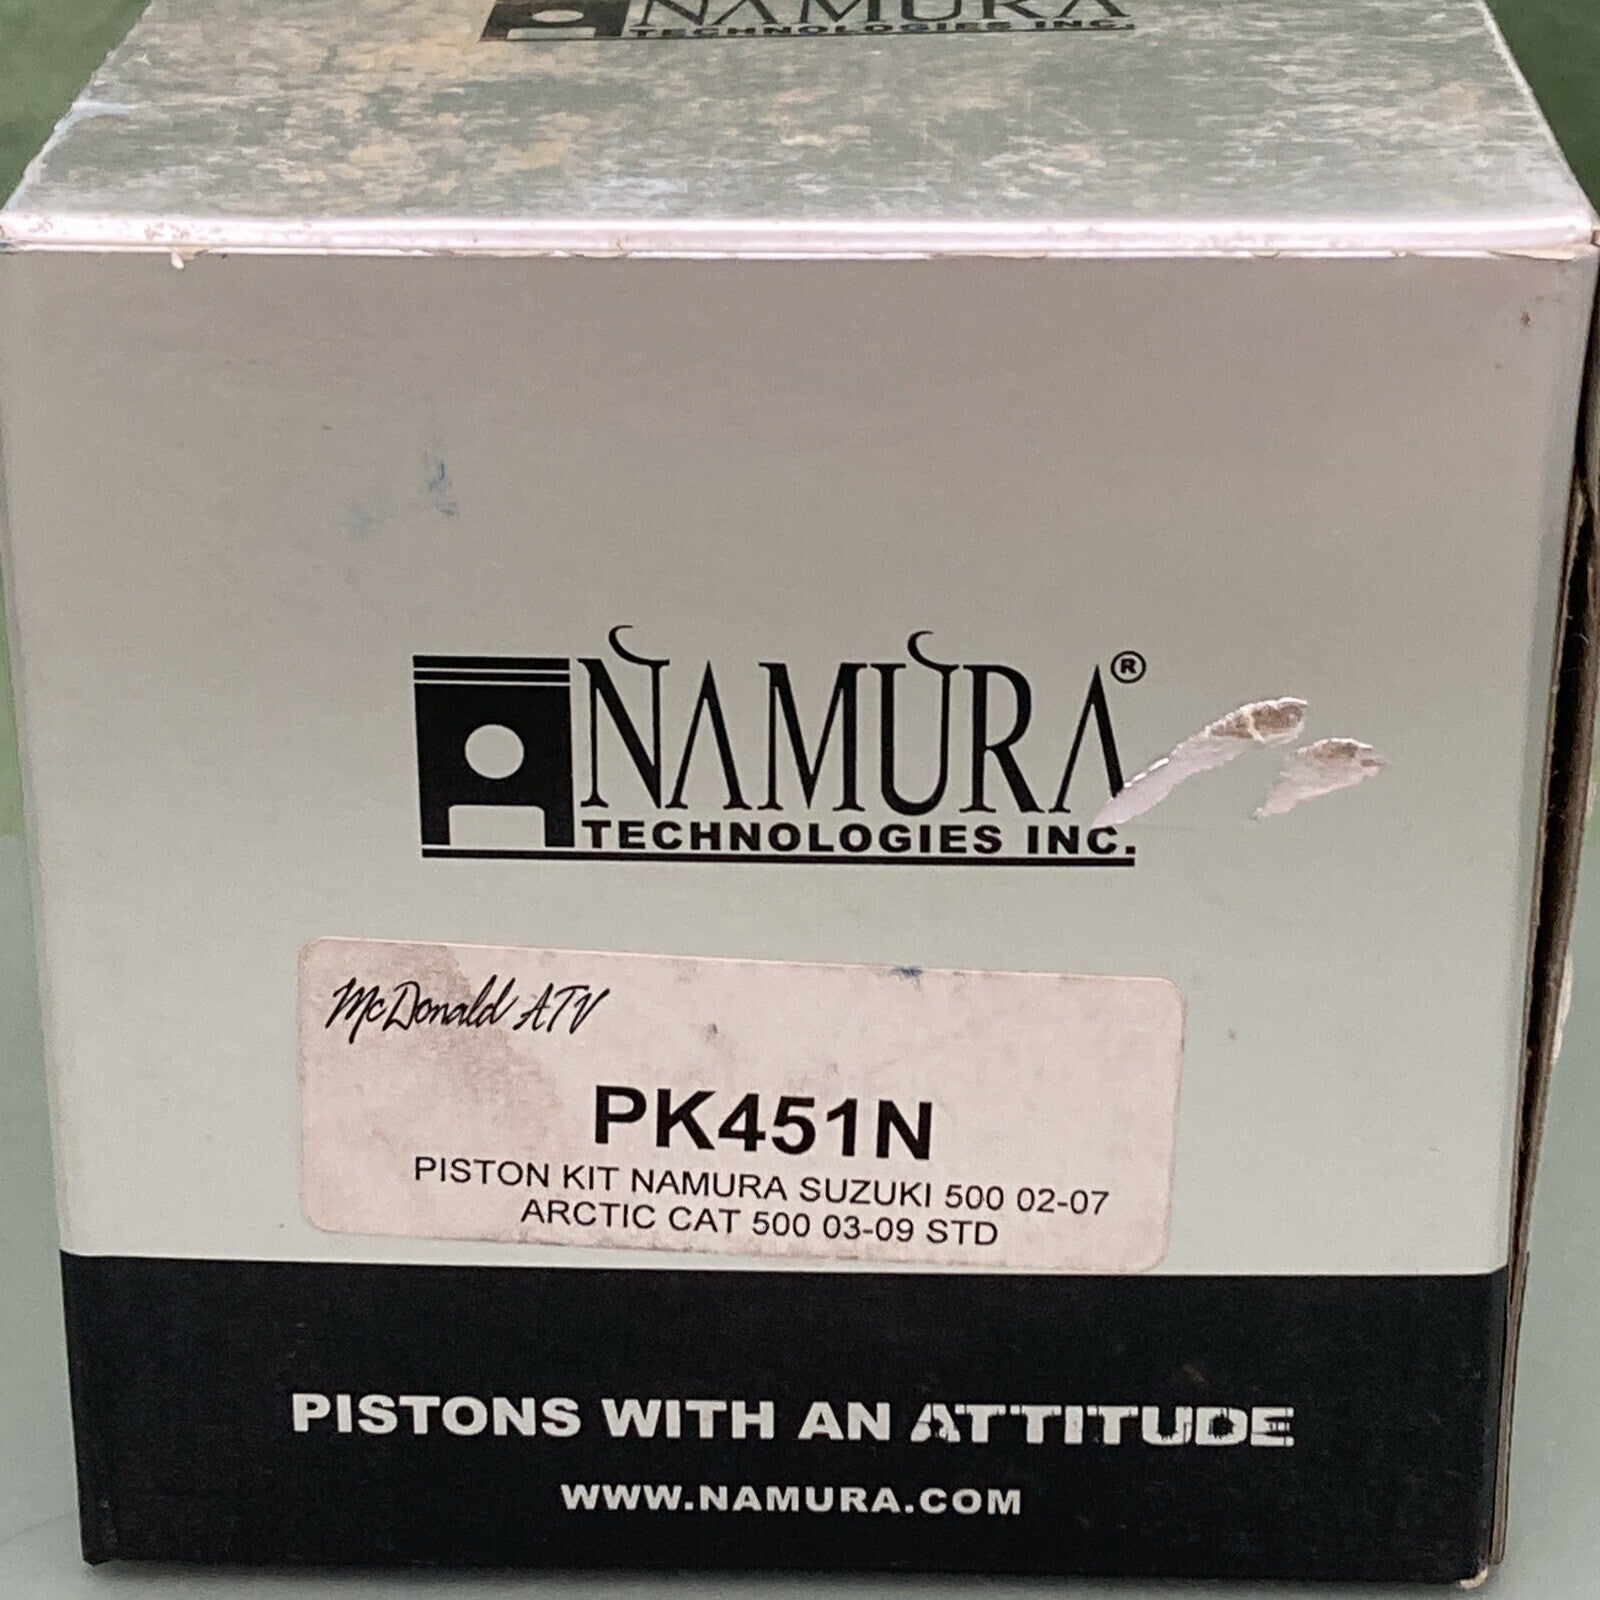 NAMURA
TECHNOLOGIES INC.
NAMURA®
TECHNOLOGIES INC.
McDonald ATV
PK451N
PISTON KIT NAMURA SUZUKI 500 02-07
ARCTIC CAT 500 03-09 STD
PISTONS WITH AN ATTITUDE
WWW.NAMURA.COM